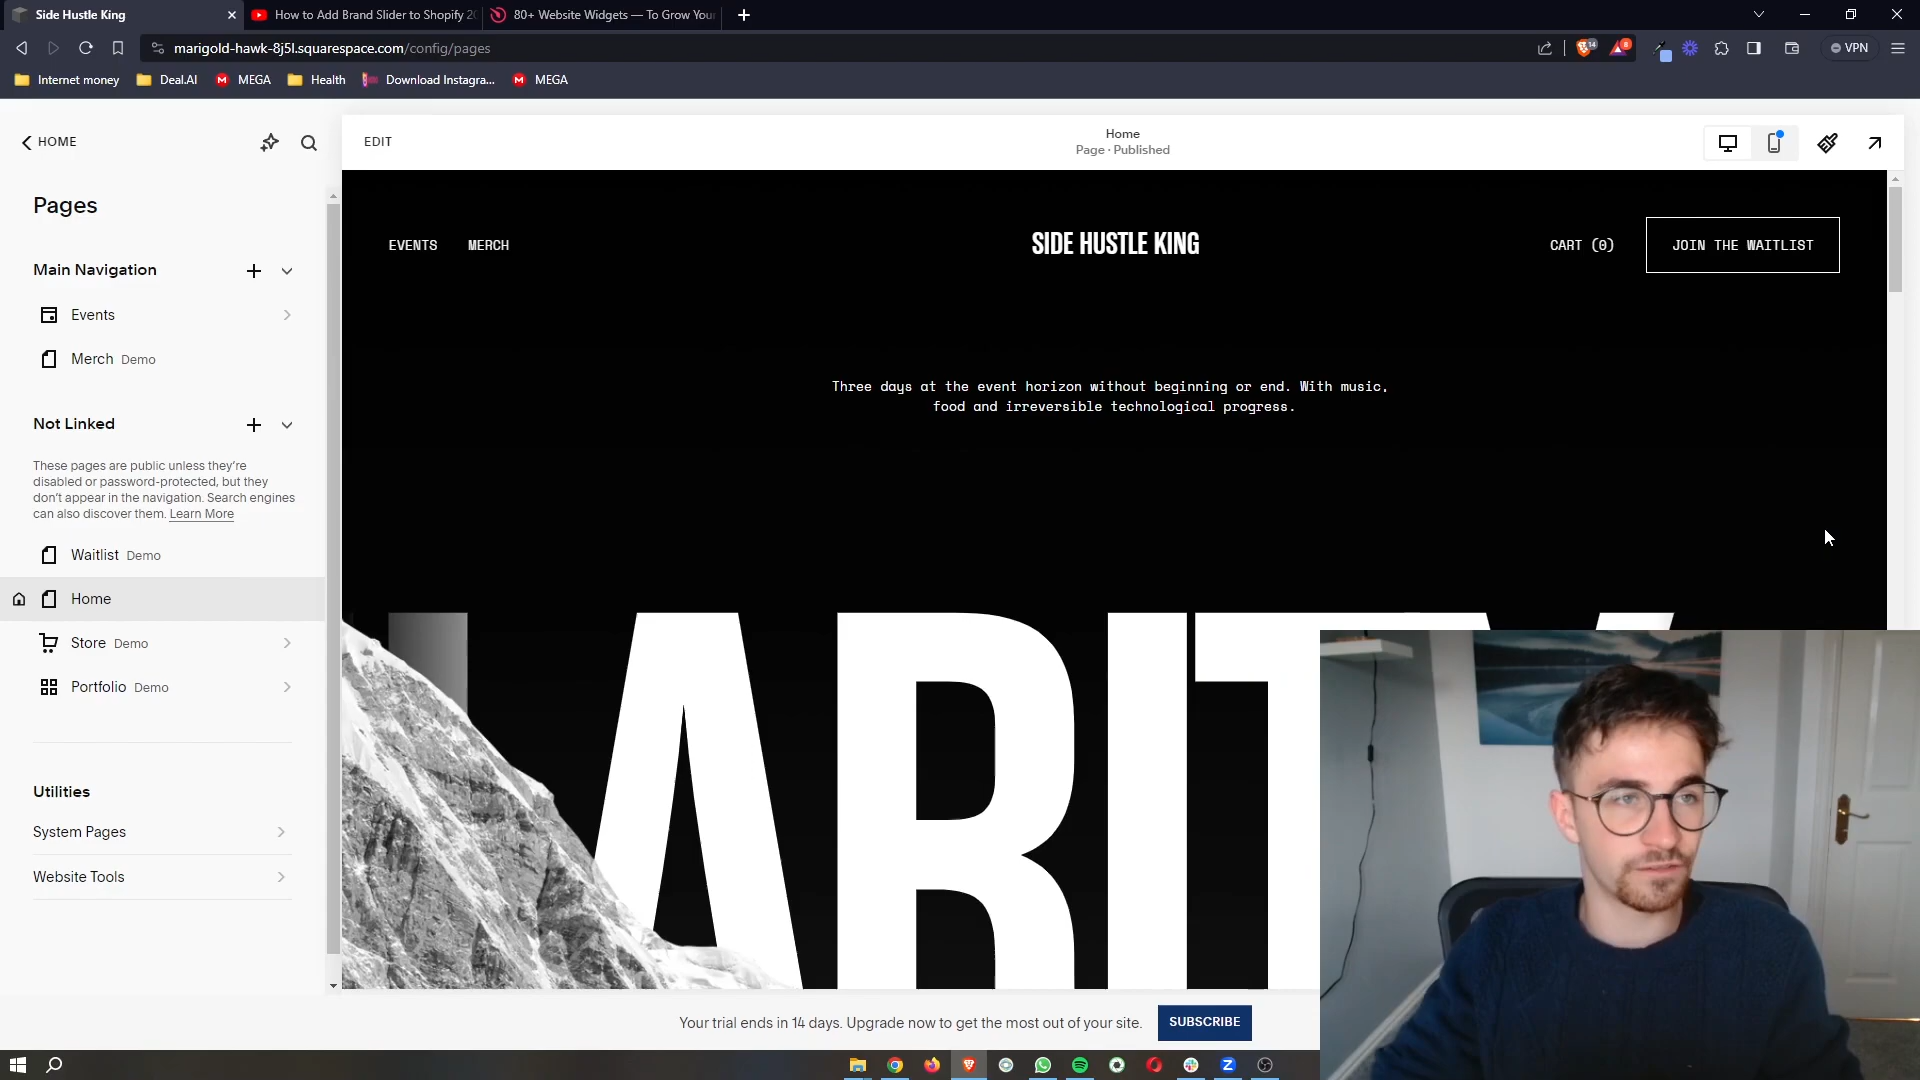 Side Hustle King
How to Add Brand Slider to Shopify 20
80+ Website Widgets — To Grow Your
marigold-hawk-8j5l.squarespace.com/config/pages
14
8
VPN
Internet money
Deal.AI
MEGA
Health
Download Instagra...
MEGA
HOME
EDIT
Home
Page · Published
Pages
Main Navigation
Events
Merch Demo
Not Linked
These pages are public unless they're
disabled or password-protected, but they
don't appear in the navigation. Search engines
can also discover them. Learn More
Waitlist Demo
Home
Store Demo
Portfolio Demo
Utilities
System Pages
Website Tools
EVENTS MERCH
SIDE HUSTLE KING
CART (0)
JOIN THE WAITLIST
Three days at the event horizon without beginning or end. With music,
food and irreversible technological progress.
ARITY
Your trial ends in 14 days. Upgrade now to get the most out of your site.
SUBSCRIBE